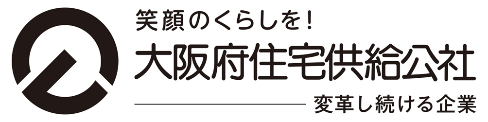 笑顔のくらしを！
大阪府住宅供給公社
変革し続ける企業